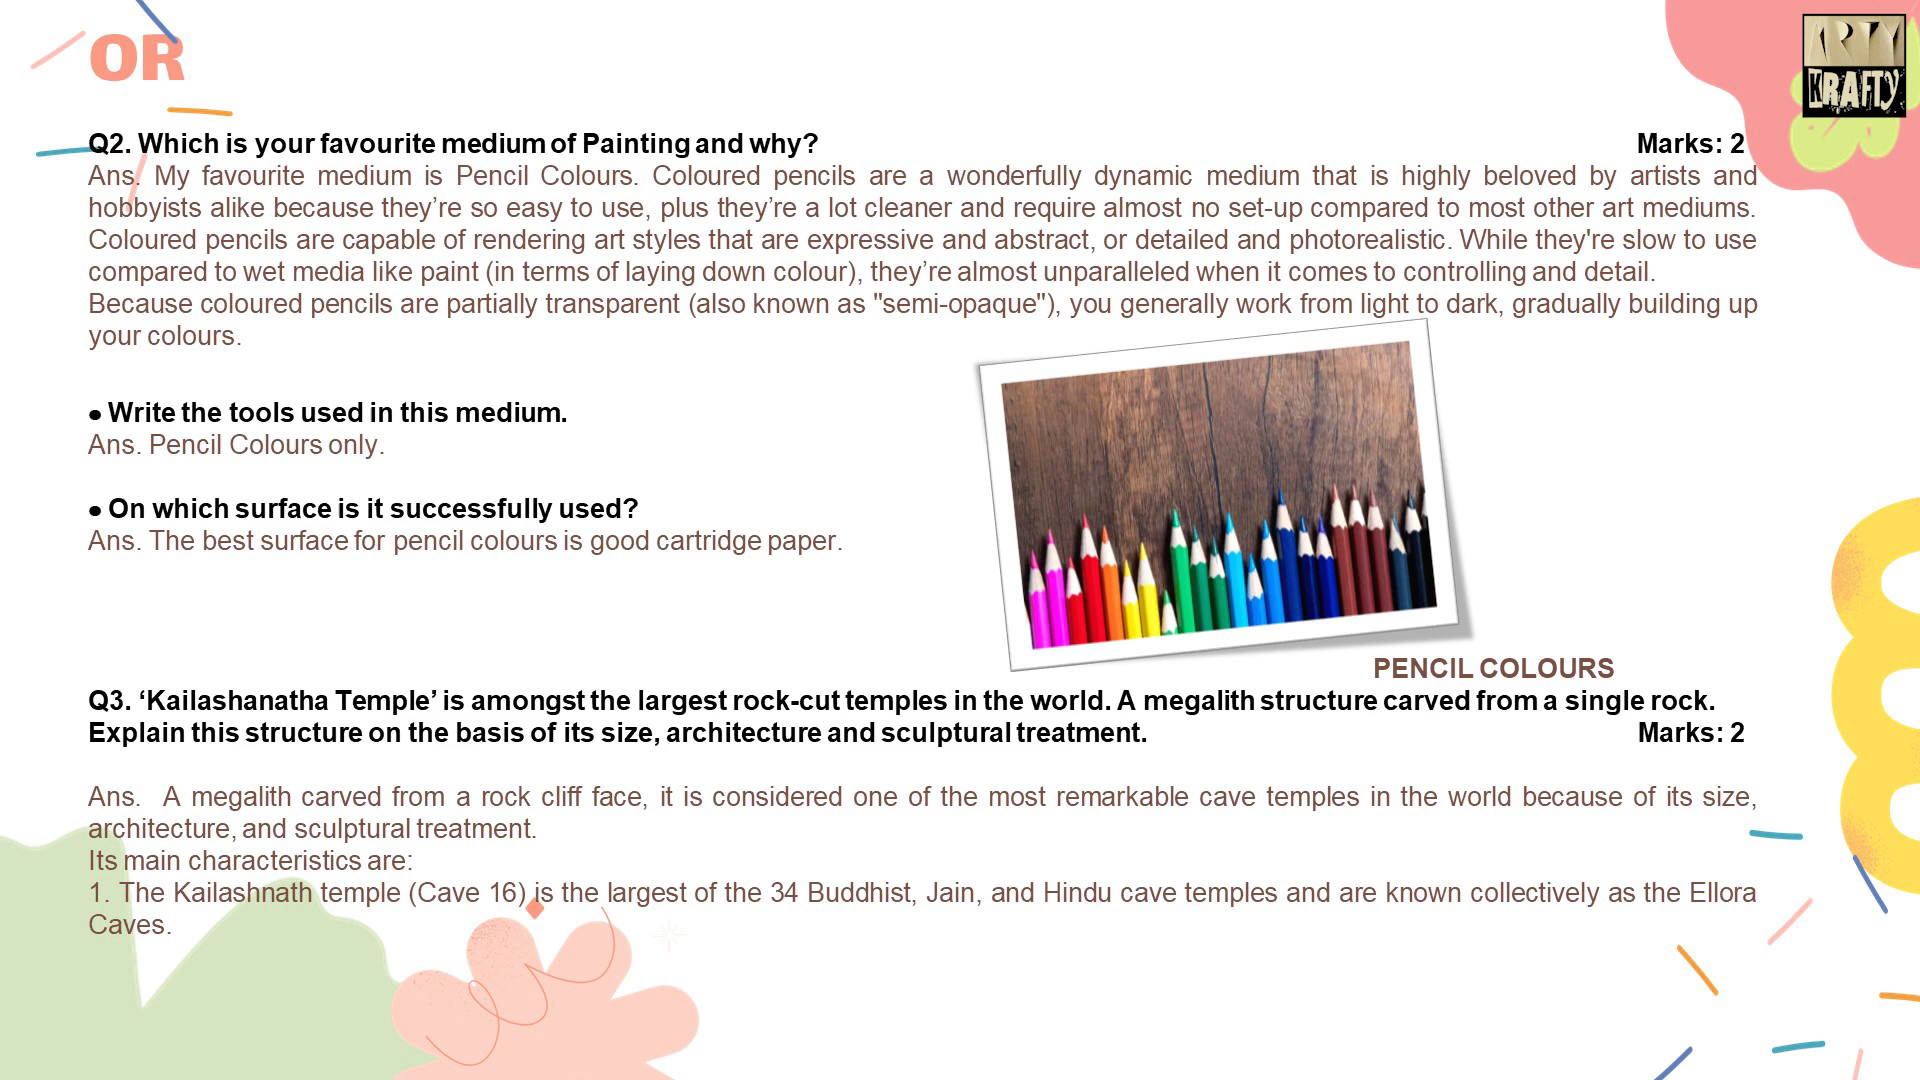 OR
ARTY
KRAFTY
Q2. Which is your favourite medium of Painting and why? Marks: 2
Ans. My favourite medium is Pencil Colours. Coloured pencils are a wonderfully dynamic medium that is highly beloved by artists and
hobbyists alike because they’re so easy to use, plus they’re a lot cleaner and require almost no set-up compared to most other art mediums.
Coloured pencils are capable of rendering art styles that are expressive and abstract, or detailed and photorealistic. While they're slow to use
compared to wet media like paint (in terms of laying down colour), they’re almost unparalleled when it comes to controlling and detail.
Because coloured pencils are partially transparent (also known as "semi-opaque"), you generally work from light to dark, gradually building up
your colours.
● Write the tools used in this medium.
Ans. Pencil Colours only.
● On which surface is it successfully used?
Ans. The best surface for pencil colours is good cartridge paper.
PENCIL COLOURS
Q3. ‘Kailashanatha Temple’ is amongst the largest rock-cut temples in the world. A megalith structure carved from a single rock.
Explain this structure on the basis of its size, architecture and sculptural treatment. Marks: 2
Ans. A megalith carved from a rock cliff face, it is considered one of the most remarkable cave temples in the world because of its size,
architecture, and sculptural treatment.
Its main characteristics are:
1. The Kailashnath temple (Cave 16) is the largest of the 34 Buddhist, Jain, and Hindu cave temples and are known collectively as the Ellora
Caves.